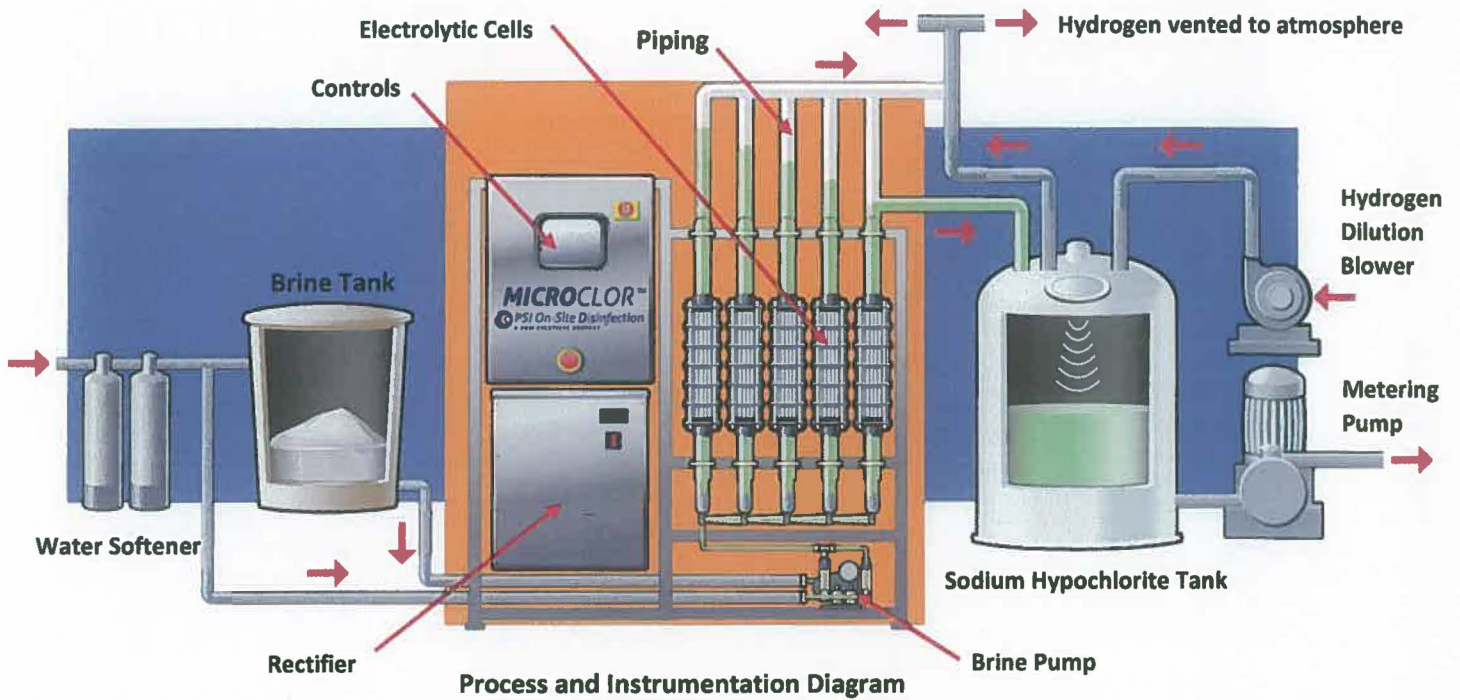 Electrolytic Cells
Piping
Hydrogen vented to atmosphere
Controls
Hydrogen
Dilution
Blower
Brine Tank
MICROCLOR™
PSI On-Site Disinfection
Metering
Pump
Water Softener
Sodium Hypochlorite Tank
Rectifier
Brine Pump
Process and Instrumentation Diagram